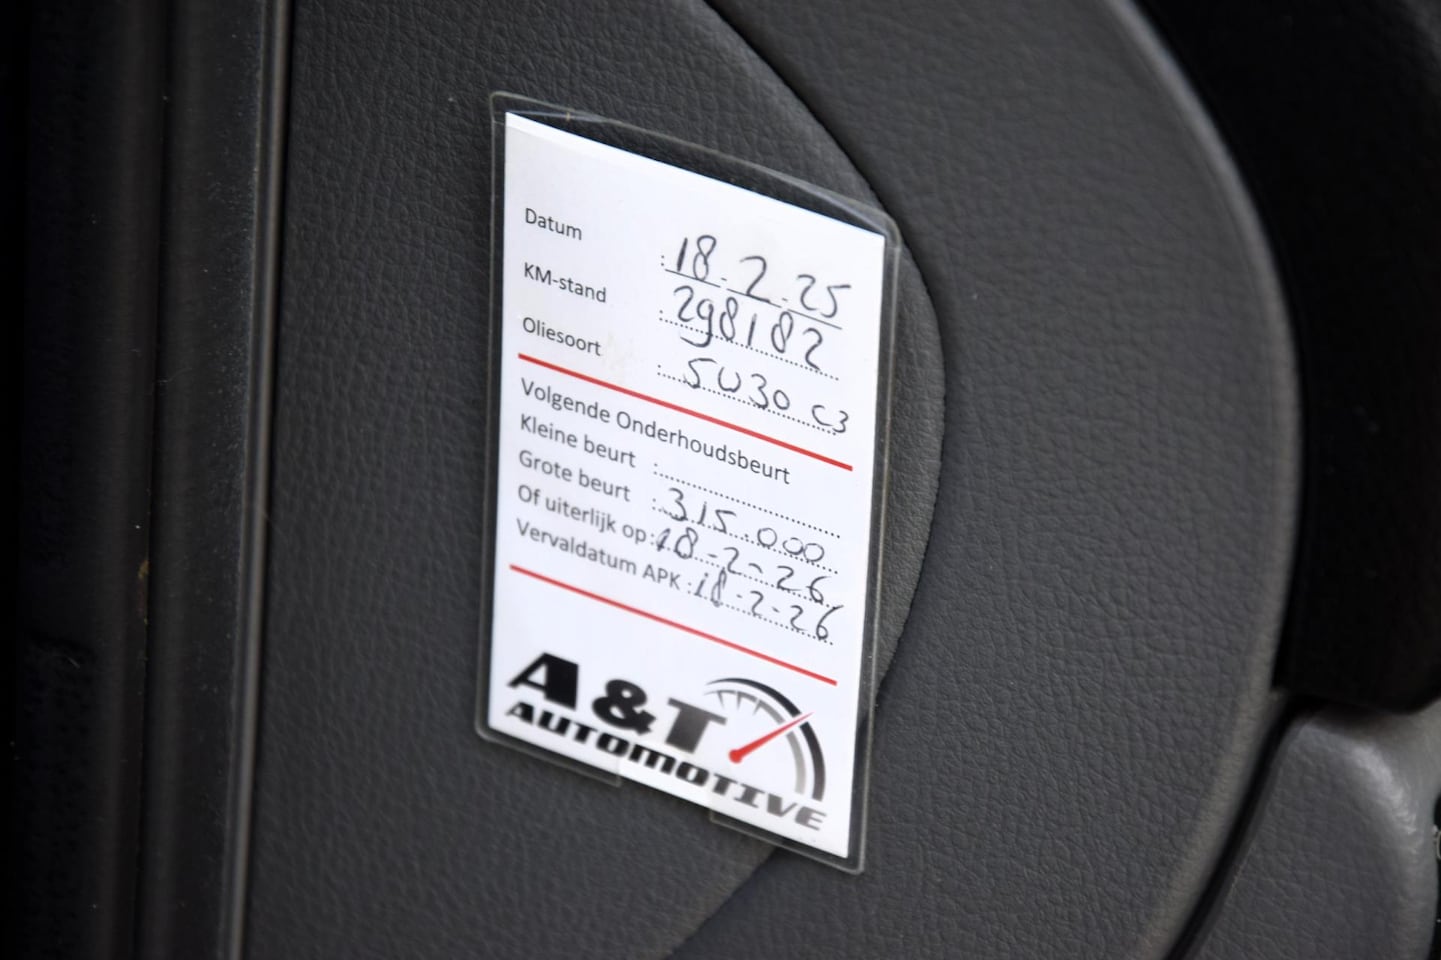 Datum : 18-2-25
KM-stand : 298182
Oliesoort : 5W30 C3
Volgende Onderhoudsbeurt
Kleine beurt :
Grote beurt : 315.000
Of uiterlijk op: 18-2-26
Vervaldatum APK : 18-2-26
A&T
AUTOMOTIVE